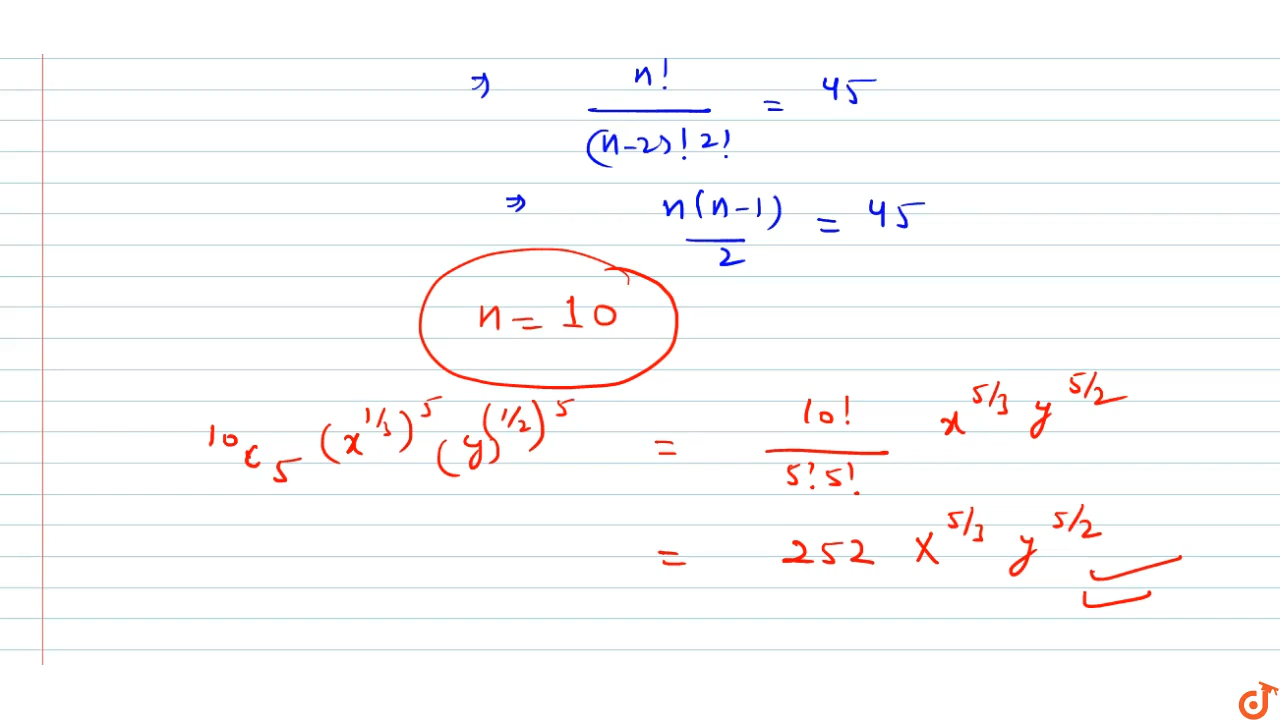 ⇒ n! / (n-2)! 2! = 45
⇒ n(n-1) / 2 = 45
n = 10
¹⁰C₅ (x^1/3)^5 (y)^(1/2)^5 = 10! / 5! 5! x^5/3 y^5/2
= 252 x^5/3 y^5/2